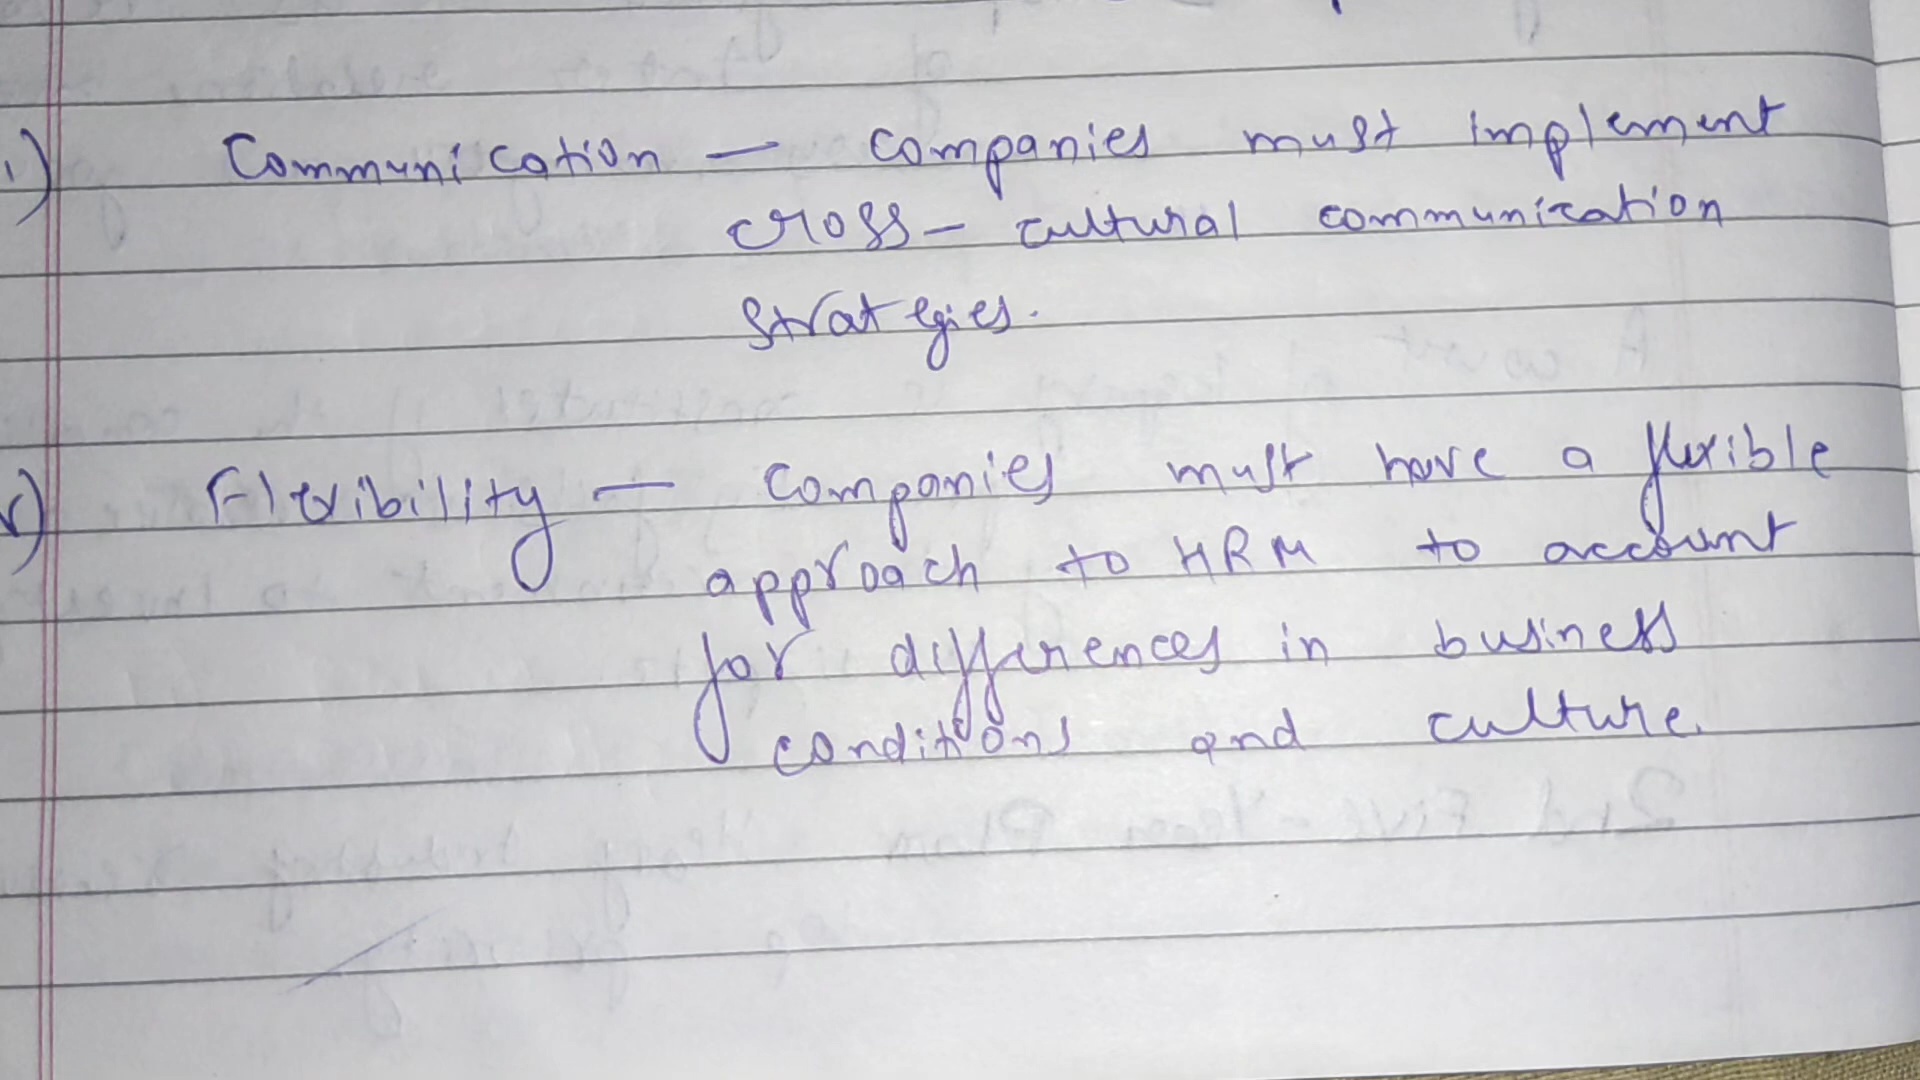 Communication — companies must implement
cross - cultural communication
strategies.
Flexibility — companies must have a flexible
approach to HRM to account
for differences in business
conditions and culture.